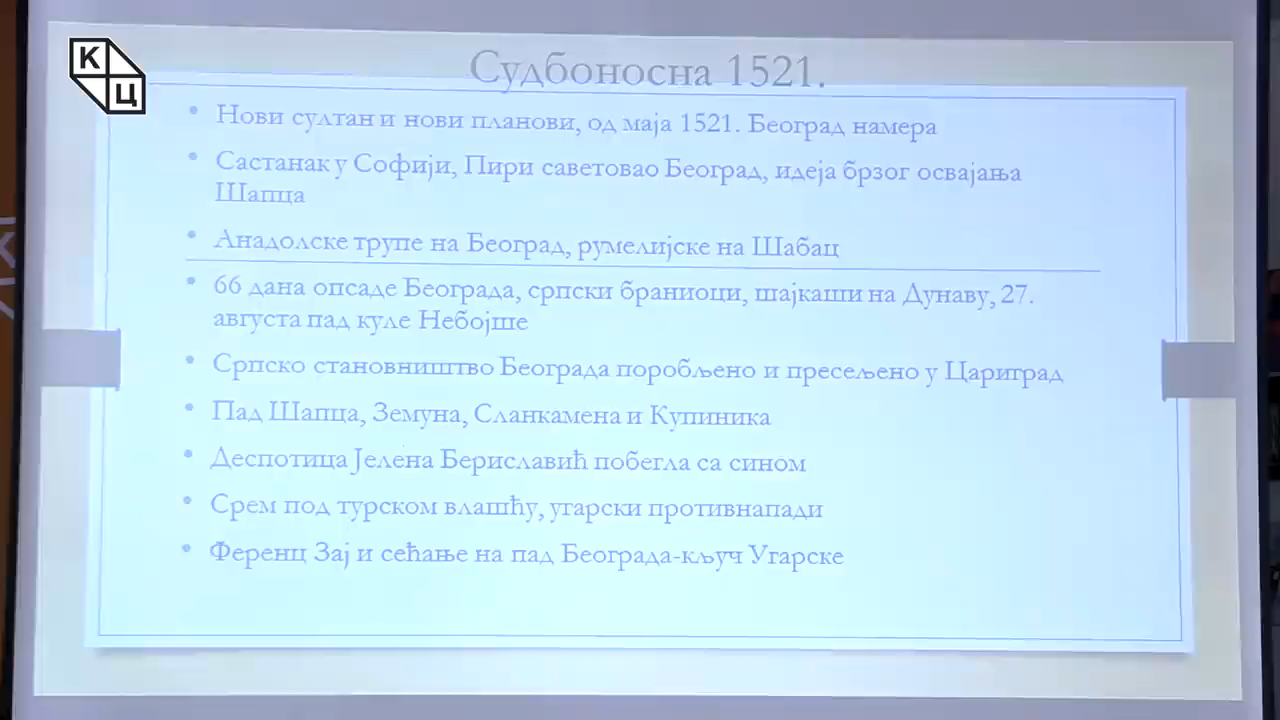 К
Ц
Судбоносна 1521.
• Нови султан и нови планови, од маја 1521. Београд намера
• Састанак у Софији, Пири саветовао Београд, идеја брзог освајања
Шапца
• Анадолске трупе на Београд, румелијске на Шабац
• 66 дана опсаде Београда, српски браниоци, шајкаши на Дунаву, 27.
августа пад куле Небојше
• Српско становништво Београда поробљено и пресељено у Цариград
• Пад Шапца, Земуна, Сланкамена и Купиника
• Деспотица Јелена Бериславић побегла са сином
• Срем под турском влашћу, угарски противнапади
• Ференц Зај и сећање на пад Београда-кључ Угарске